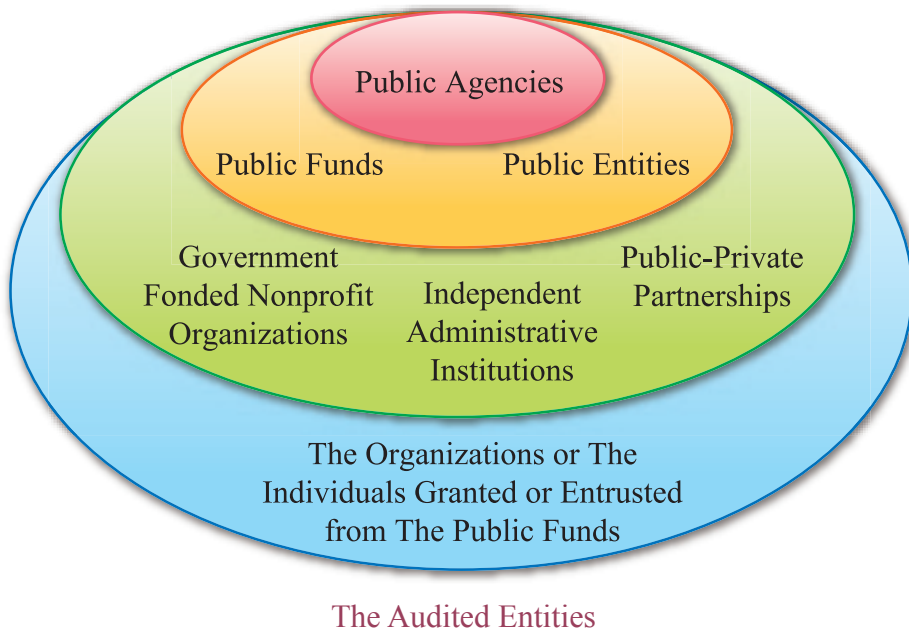 Public Agencies
Public Funds
Public Entities
Government
Fonded Nonprofit
Organizations
Independent
Administrative
Institutions
Public-Private
Partnerships
The Organizations or The
Individuals Granted or Entrusted
from The Public Funds
The Audited Entities